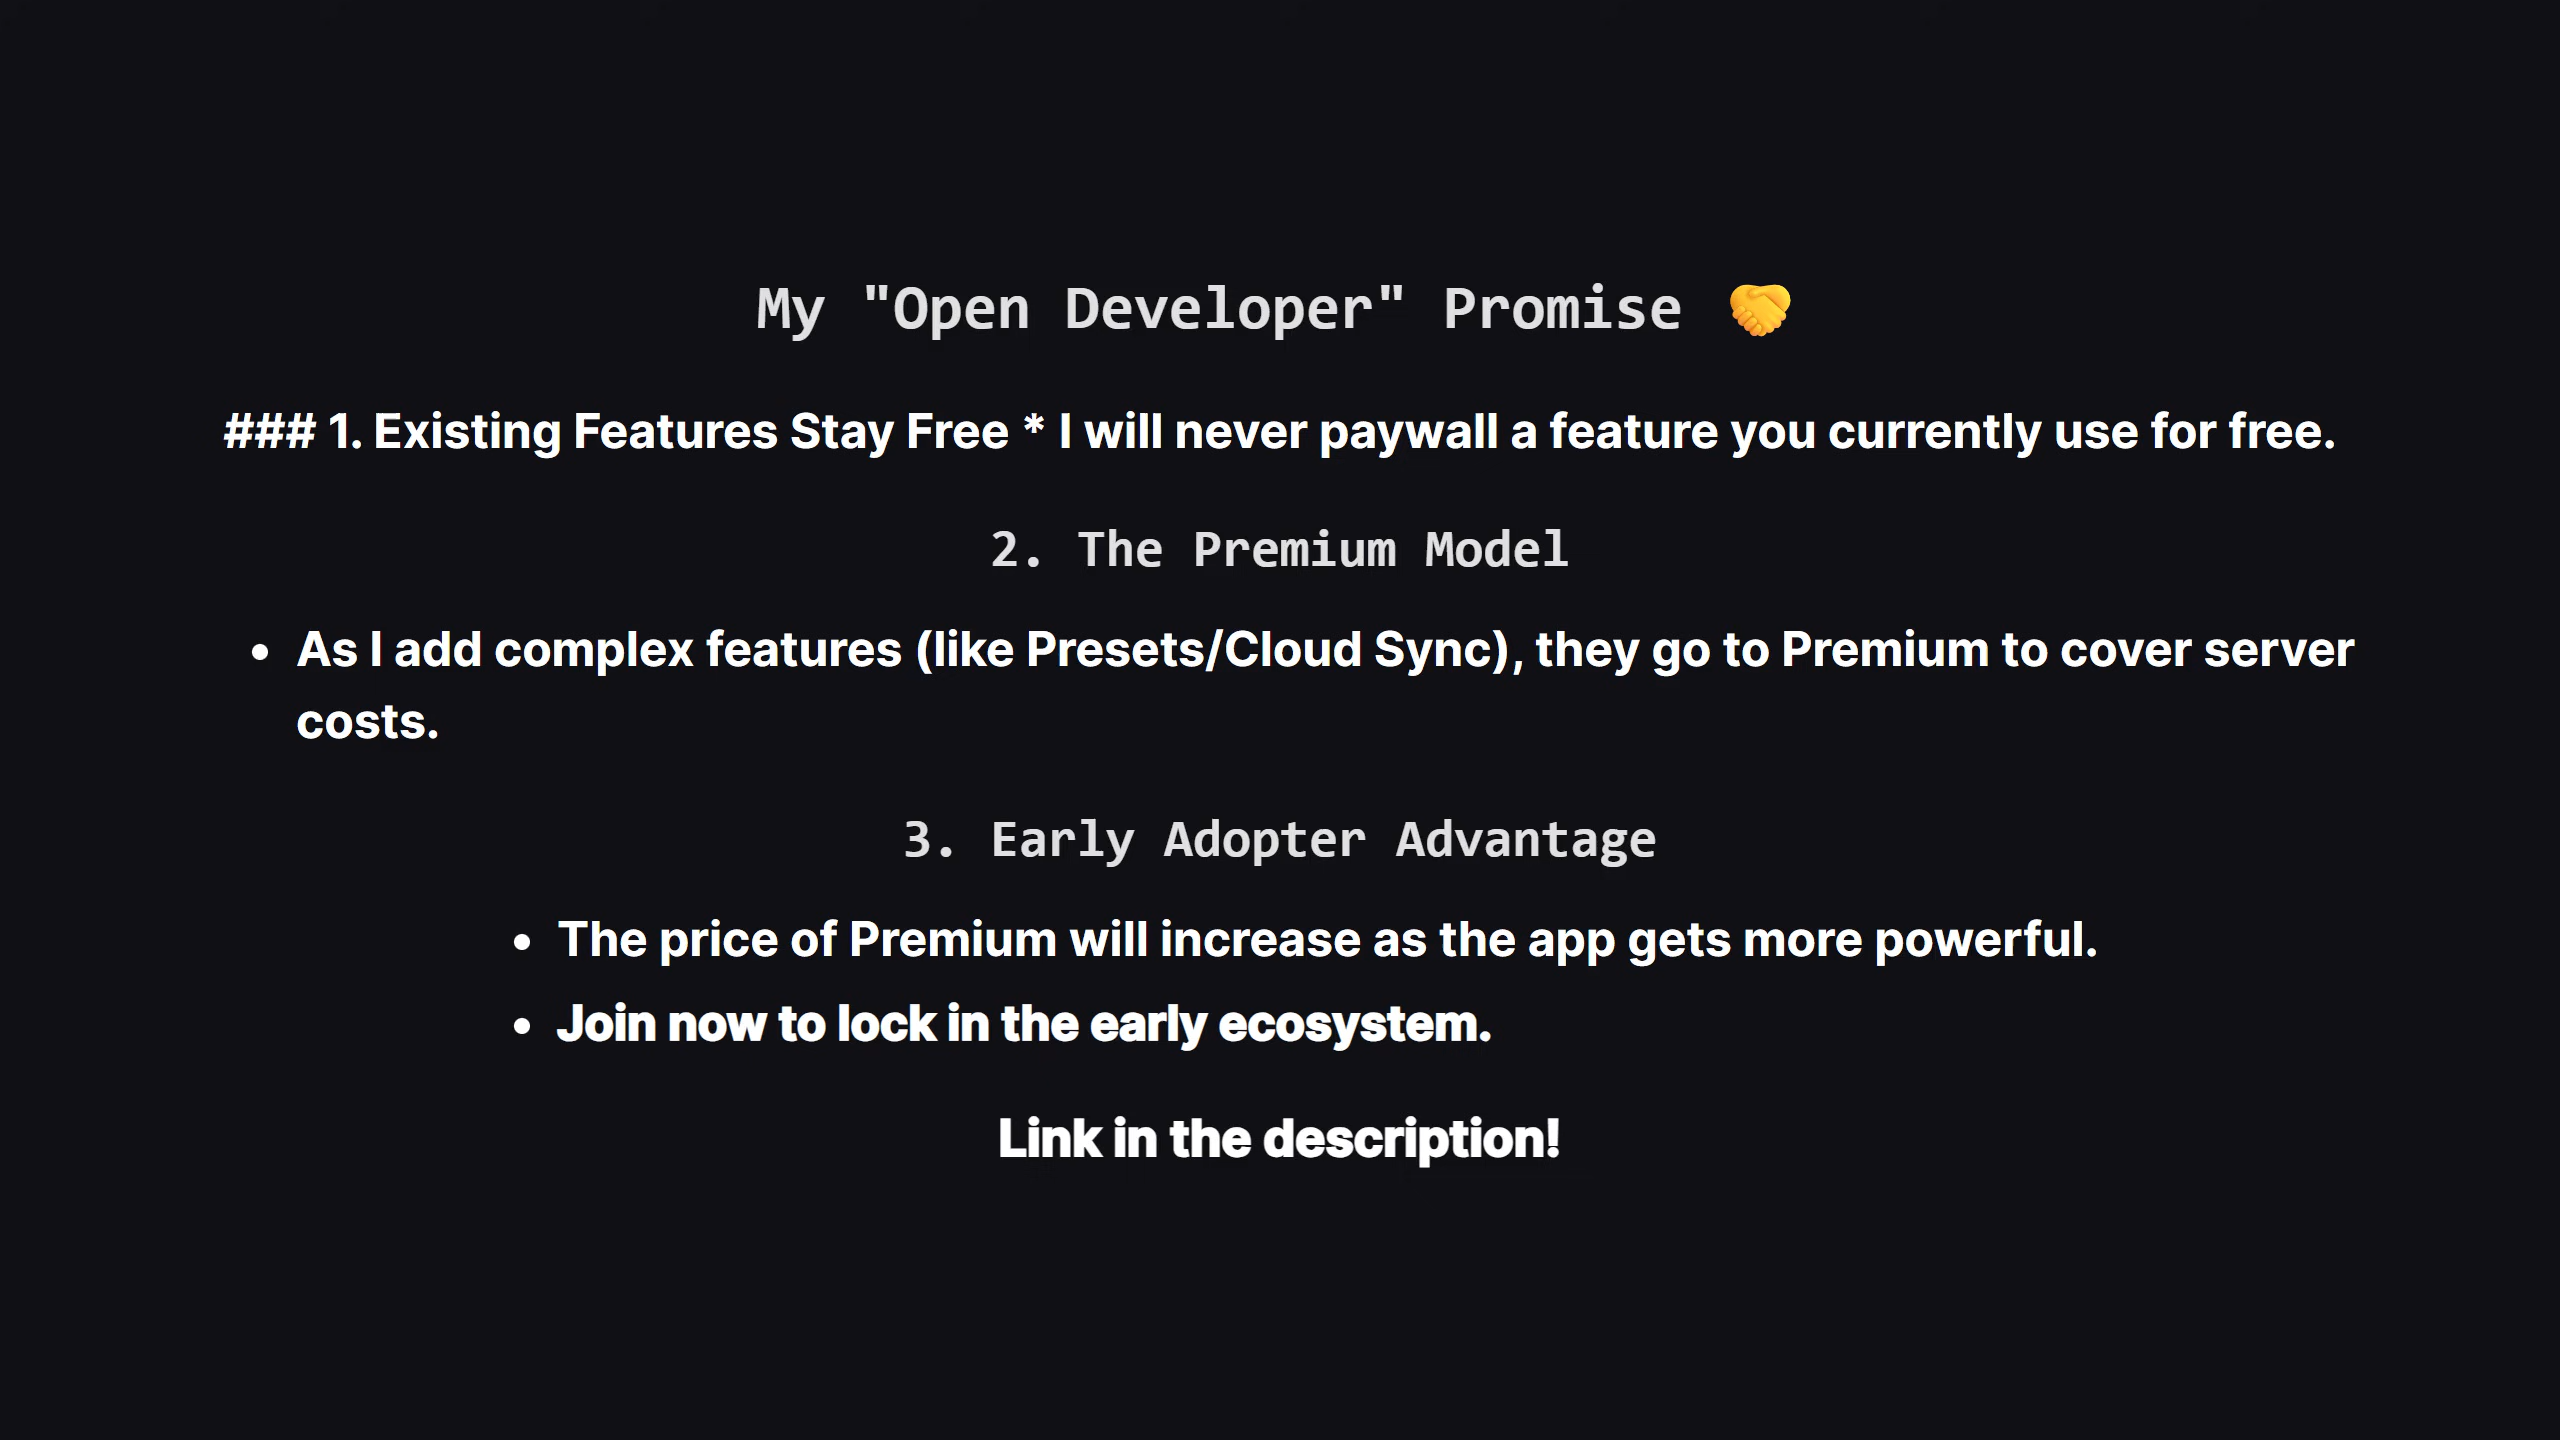 My "Open Developer" Promise 🤝
### 1. Existing Features Stay Free * I will never paywall a feature you currently use for free.
2. The Premium Model
• As I add complex features (like Presets/Cloud Sync), they go to Premium to cover server
costs.
3. Early Adopter Advantage
• The price of Premium will increase as the app gets more powerful.
• Join now to lock in the early ecosystem.
Link in the description!